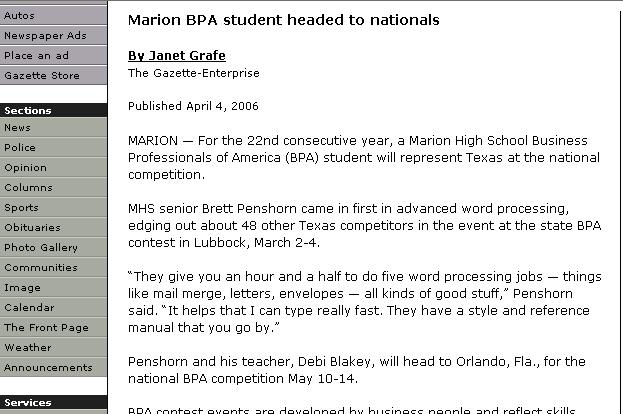 Autos
Newspaper Ads
Place an ad
Gazette Store
Sections
News
Police
Opinion
Columns
Sports
Obituaries
Photo Gallery
Communities
Image
Calendar
The Front Page
Weather
Announcements
Services
Marion BPA student headed to nationals
By Janet Grafe
The Gazette-Enterprise
Published April 4, 2006
MARION — For the 22nd consecutive year, a Marion High School Business
Professionals of America (BPA) student will represent Texas at the national
competition.
MHS senior Brett Penshorn came in first in advanced word processing,
edging out about 48 other Texas competitors in the event at the state BPA
contest in Lubbock, March 2-4.
“They give you an hour and a half to do five word processing jobs — things
like mail merge, letters, envelopes — all kinds of good stuff,” Penshorn
said. “It helps that I can type really fast. They have a style and reference
manual that you go by.”
Penshorn and his teacher, Debi Blakey, will head to Orlando, Fla., for the
national BPA competition May 10-14.
BPA contest events are developed by business people and reflect skills